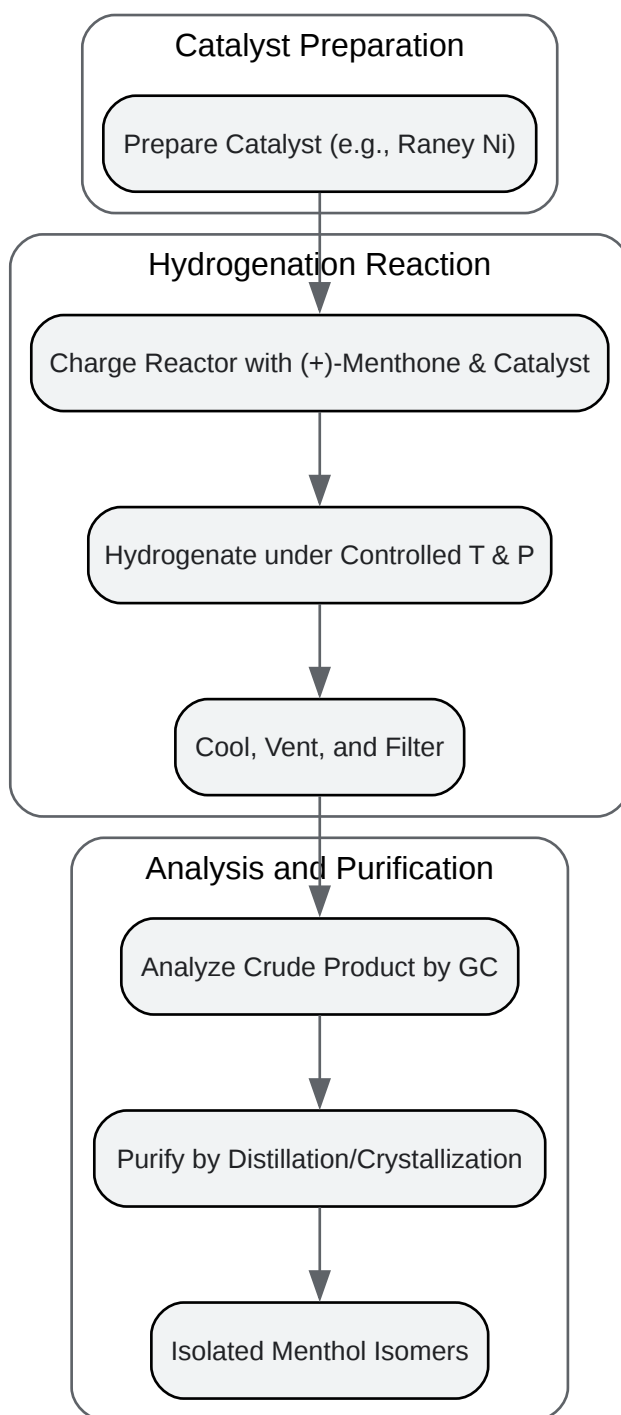 Catalyst Preparation
Prepare Catalyst (e.g., Raney Ni)
Hydrogenation Reaction
Charge Reactor with (+)-Menthone & Catalyst
Hydrogenate under Controlled T & P
Cool, Vent, and Filter
Analysis and Purification
Analyze Crude Product by GC
Purify by Distillation/Crystallization
Isolated Menthol Isomers